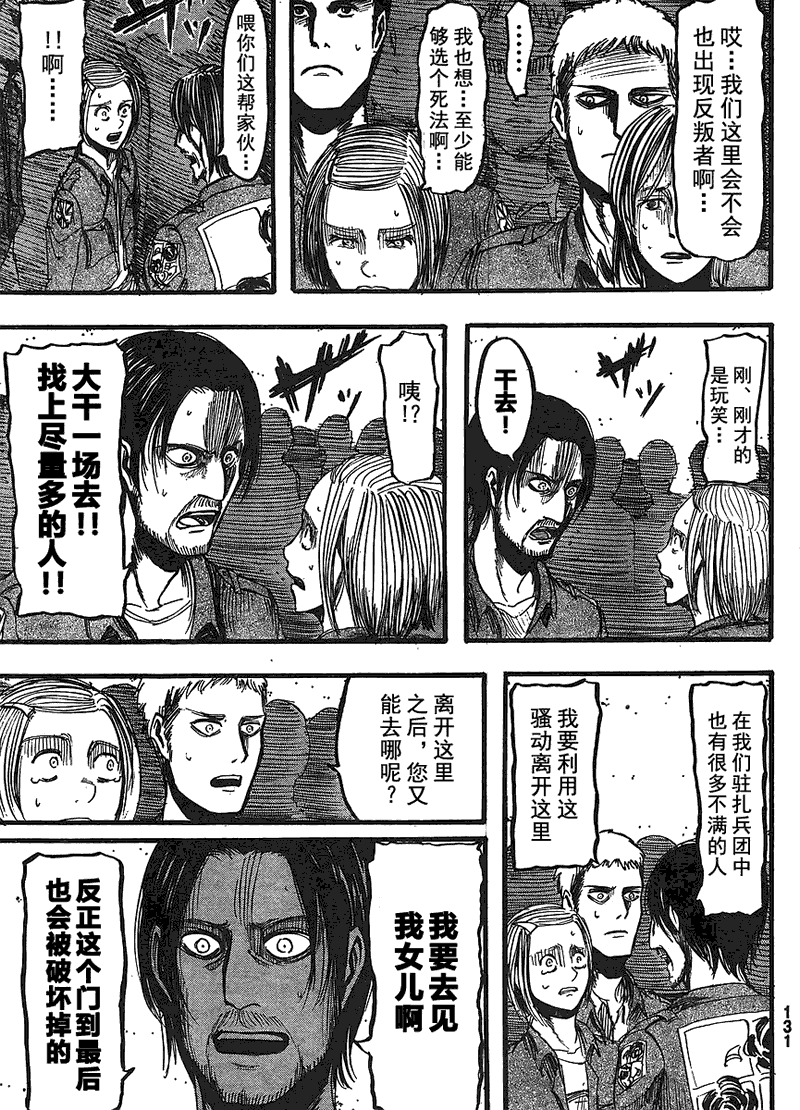 哎…我们这里会不会
也出现反叛者啊…
……
我也想…至少能
够选个死法啊…
喂你们这帮家伙…
!!啊……
刚、刚才的
是玩笑…
干去！
咦!?
大干一场去!!
找上尽量多的人!!
在我们驻扎兵团中
也有很多不满的人
我要利用这
骚动离开这里
离开这里
之后，您又
能去哪呢？
我要去见
我女儿啊
反正这个门到最后
也会被破坏掉的
131